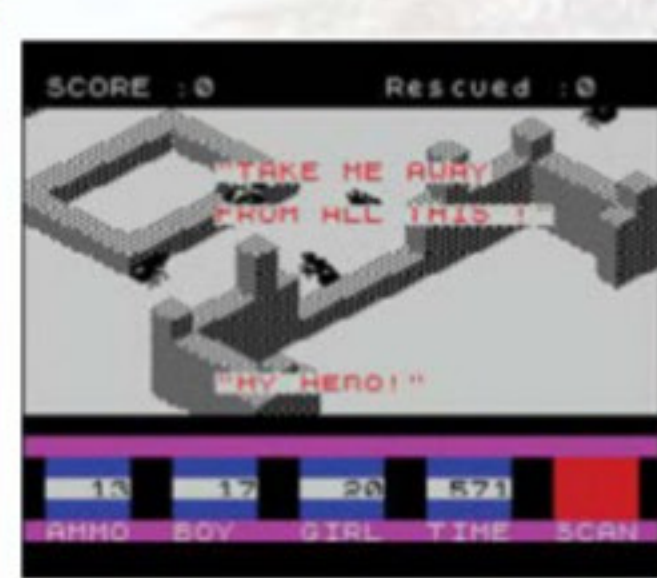 SCORE :0 Rescued :0
"TAKE ME AWAY
FROM ALL THIS !"
"MY HERO!"
13 17 20 571
AMMO BOY GIRL TIME SCAN